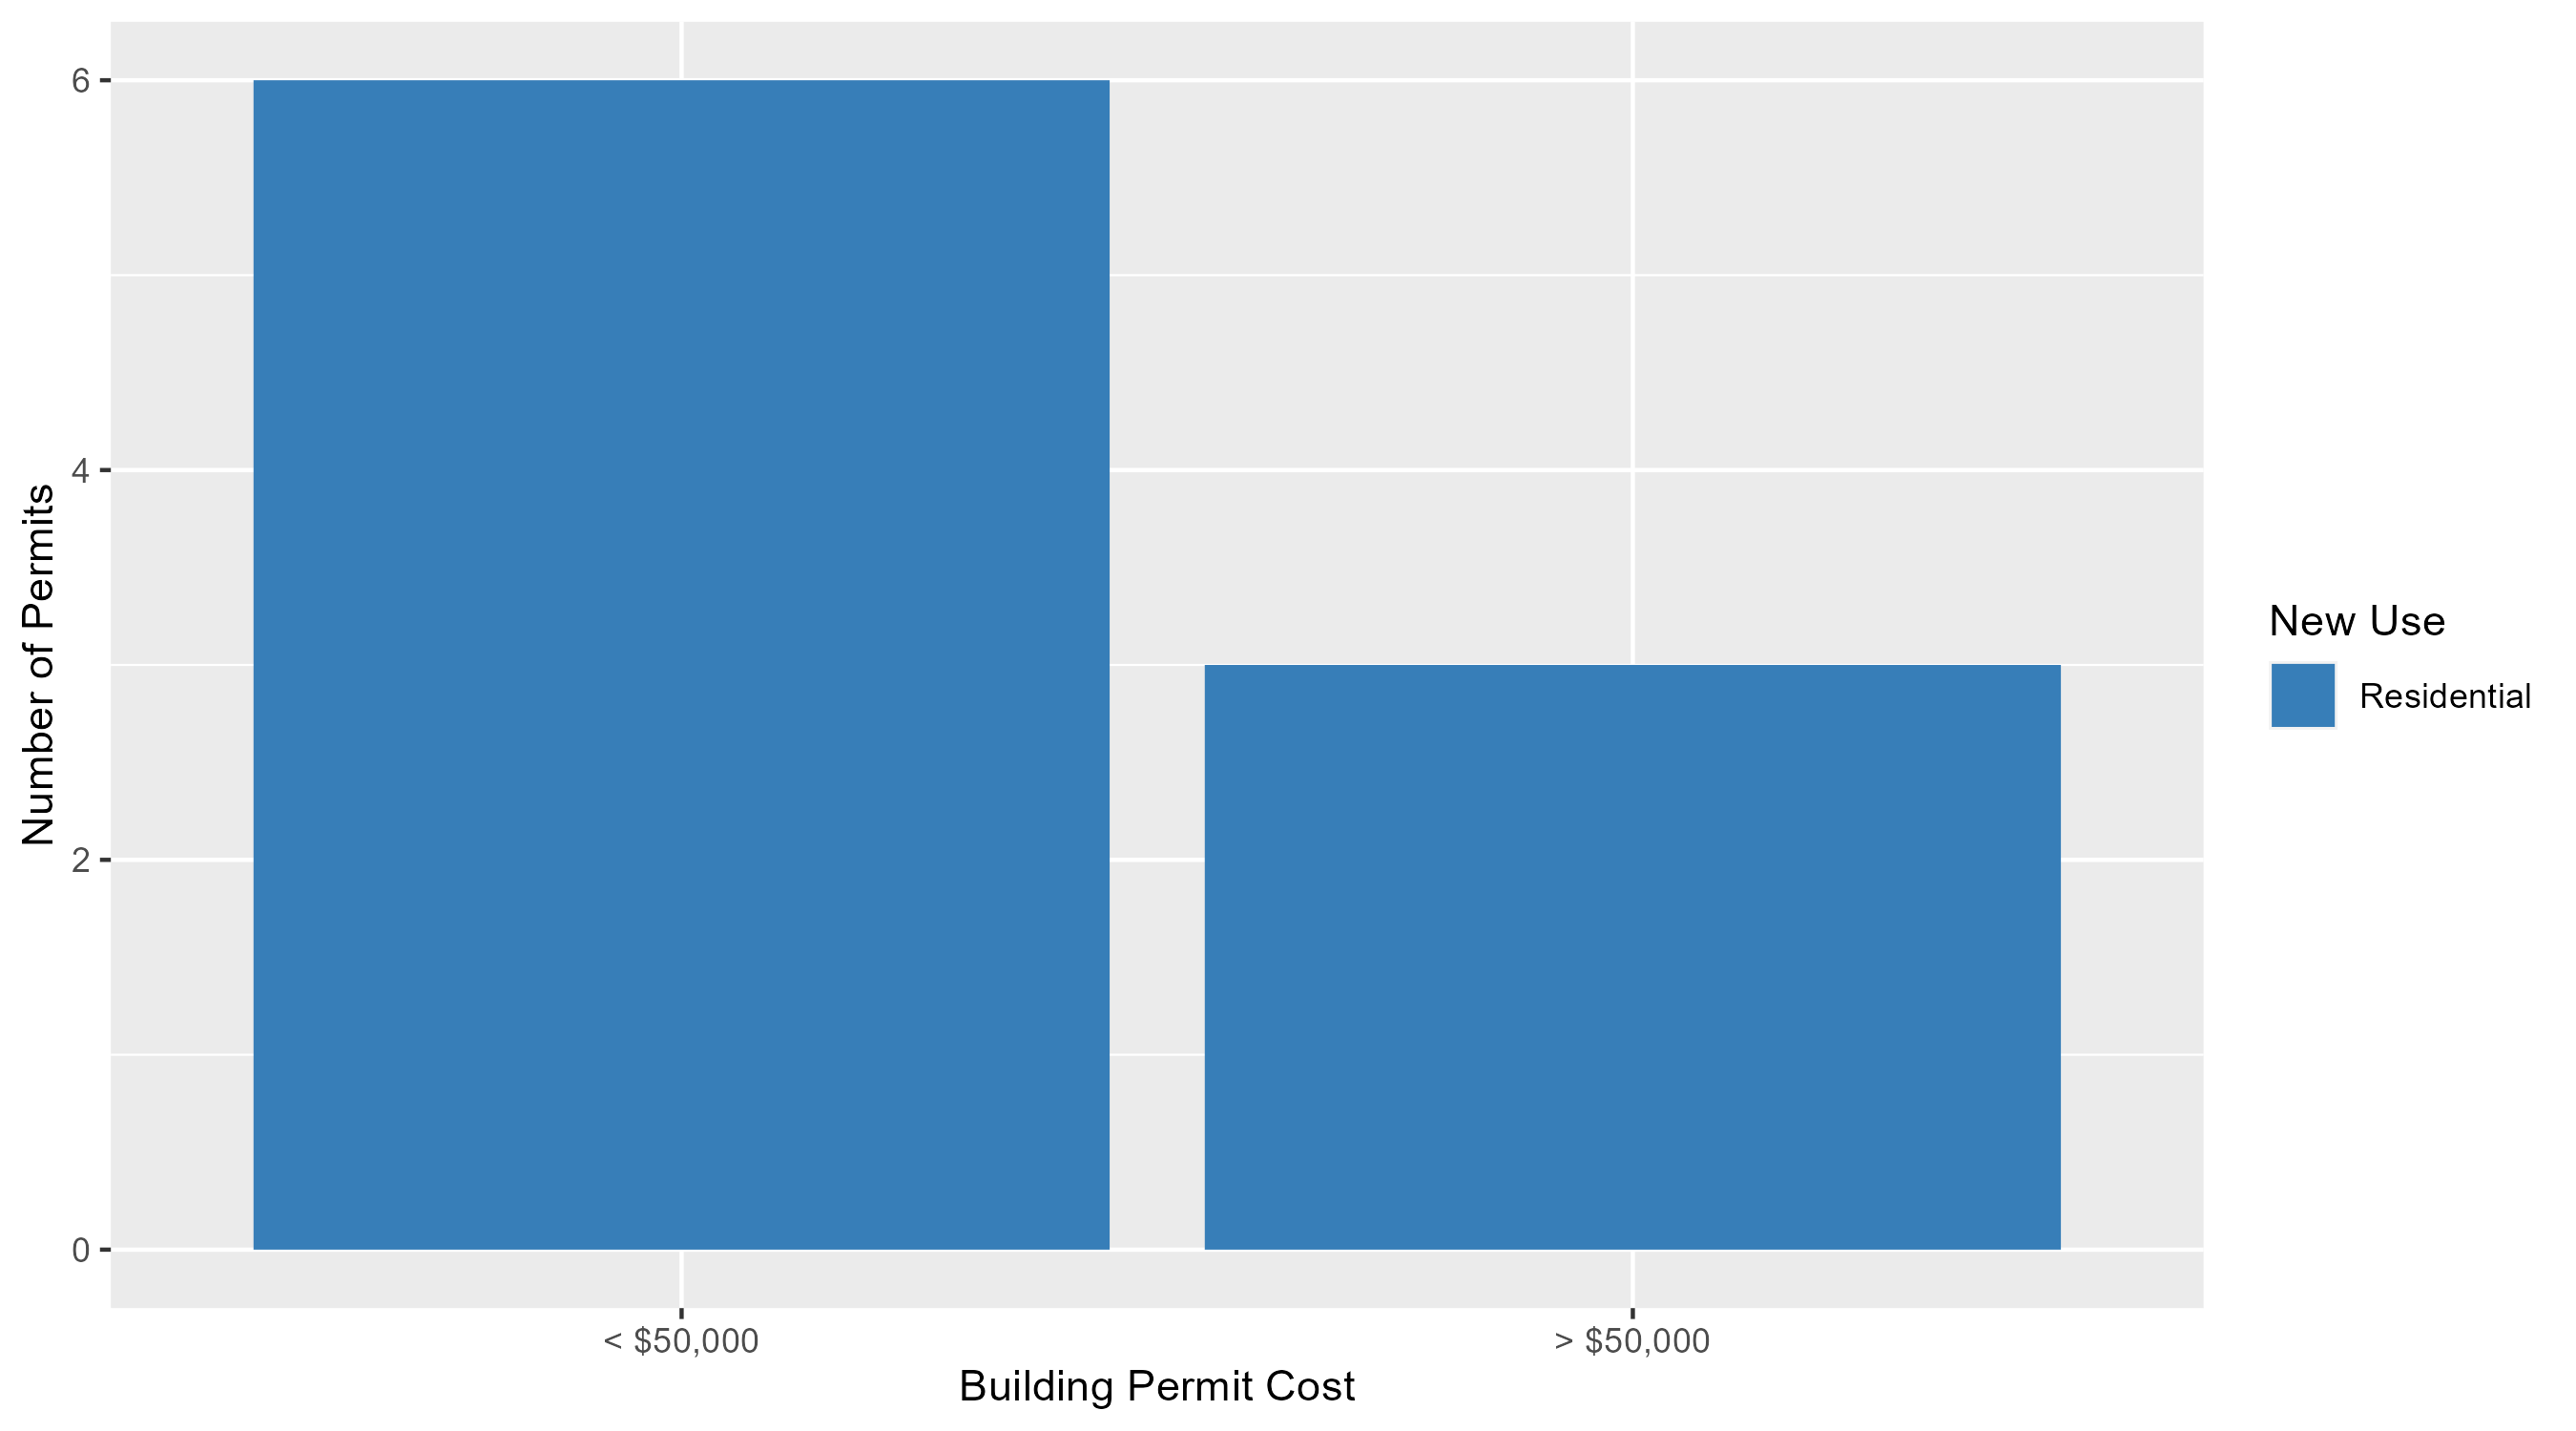 6
4
2
0
Number of Permits
< $50,000
> $50,000
Building Permit Cost
New Use
Residential